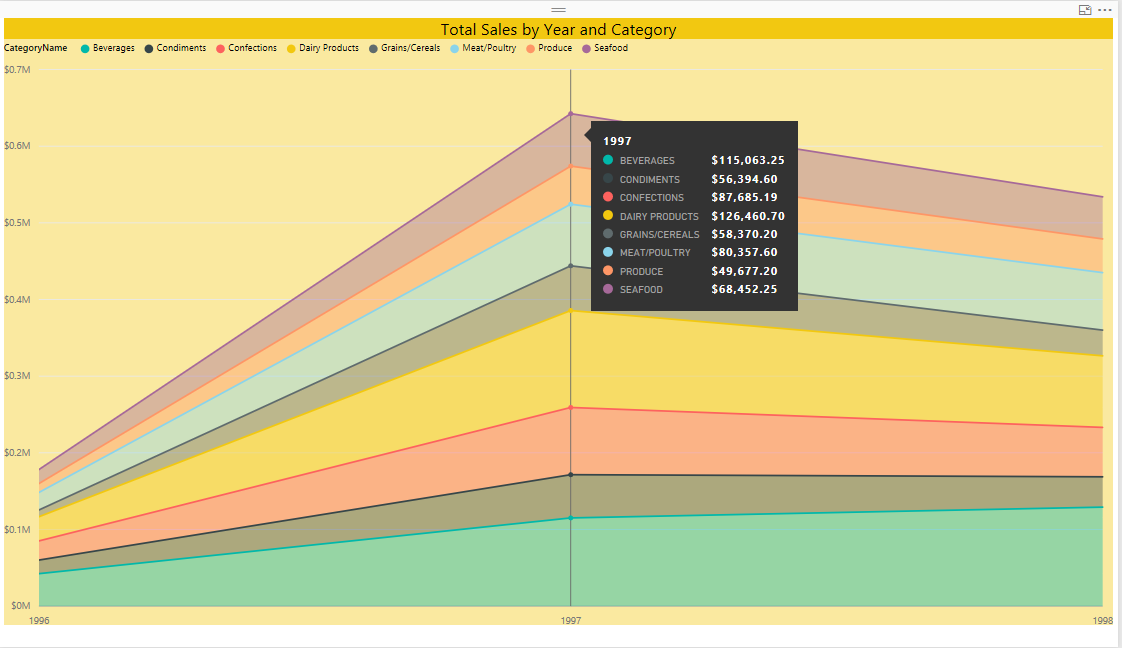 Total Sales by Year and Category
CategoryName Beverages Condiments Confections Dairy Products Grains/Cereals Meat/Poultry Produce Seafood
$0.7M
$0.6M
$0.5M
$0.4M
$0.3M
$0.2M
$0.1M
$0M
1997
BEVERAGES $115,063.25
CONDIMENTS $56,394.60
CONFECTIONS $87,685.19
DAIRY PRODUCTS $126,460.70
GRAINS/CEREALS $58,370.20
MEAT/POULTRY $80,357.60
PRODUCE $49,677.20
SEAFOOD $68,452.25
1996 1997 1998